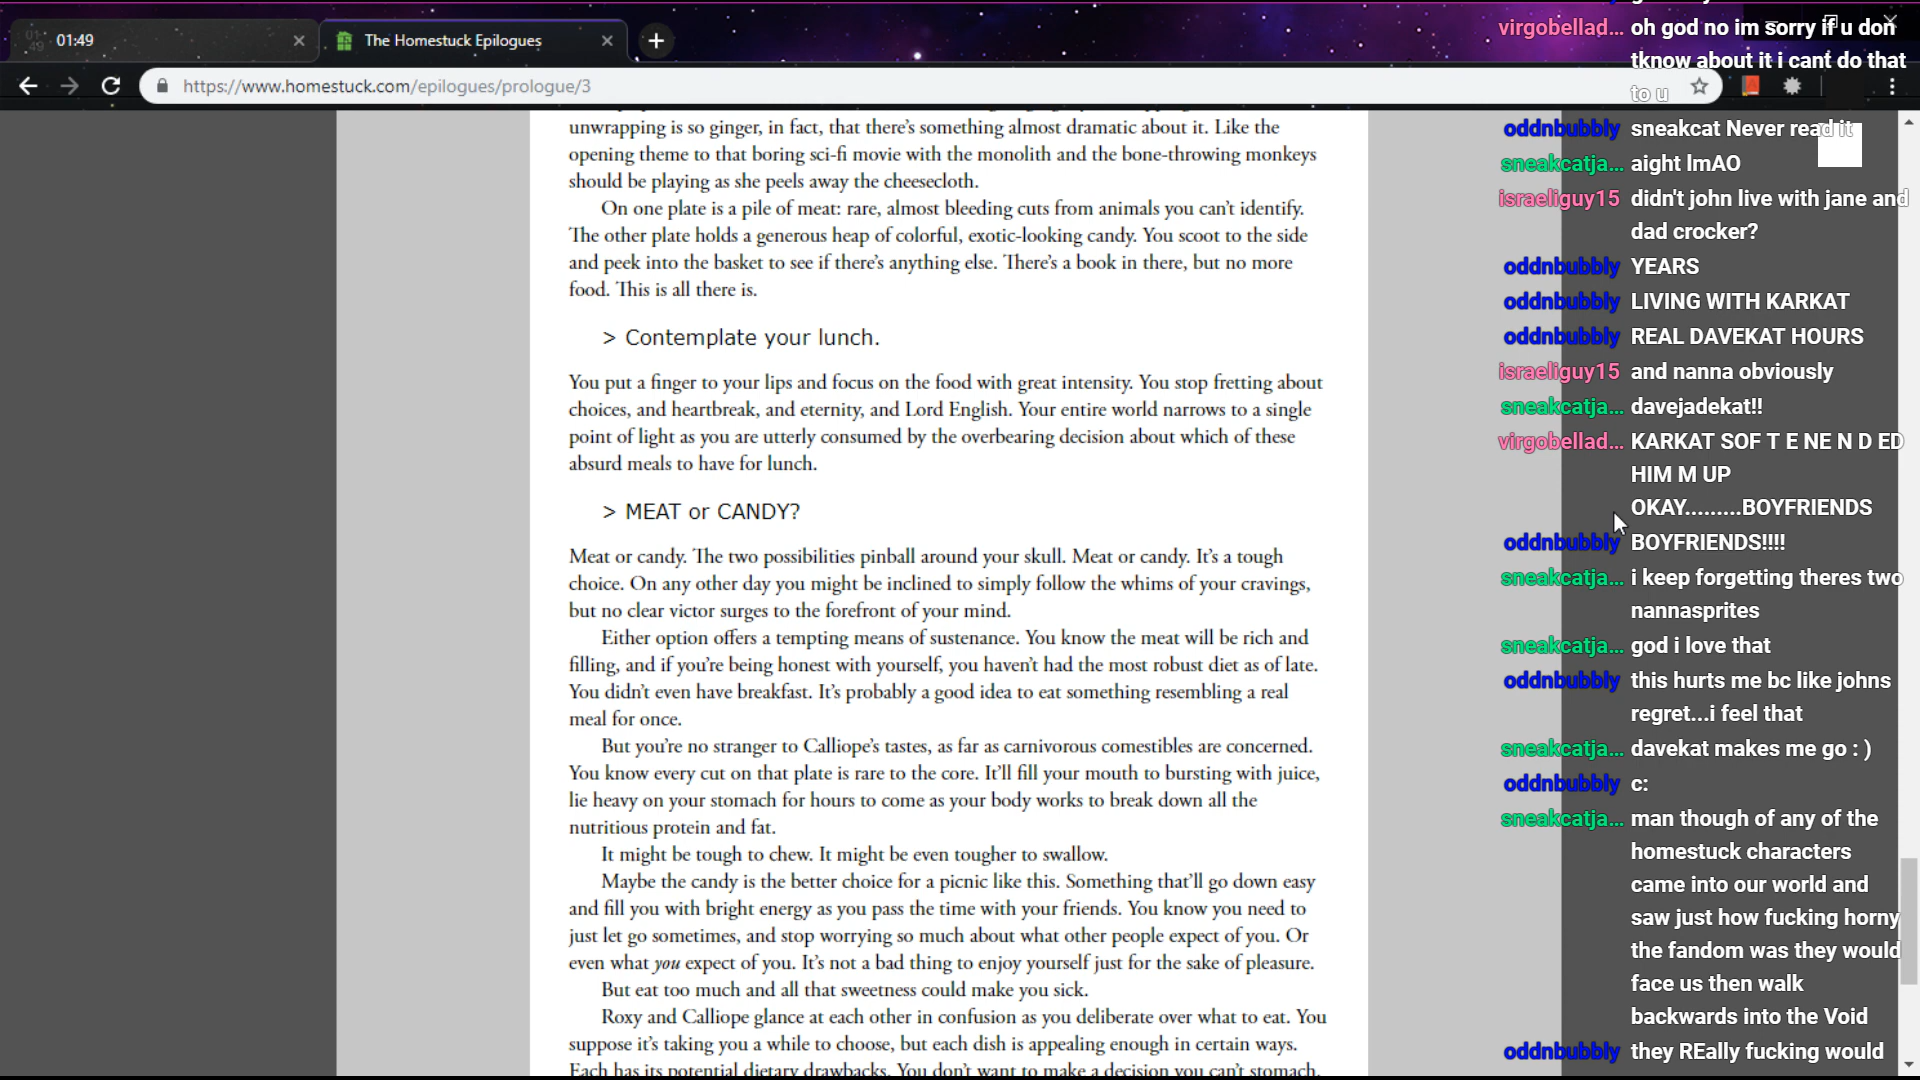 01:49
The Homestuck Epilogues
https://www.homestuck.com/epilogues/prologue/3
unwrapping is so ginger, in fact, that there's something almost dramatic about it. Like the
opening theme to that boring sci-fi movie with the monolith and the bone-throwing monkeys
should be playing as she peels away the cheesecloth.
On one plate is a pile of meat: rare, almost bleeding cuts from animals you can't identify.
The other plate holds a generous heap of colorful, exotic-looking candy. You scoot to the side
and peek into the basket to see if there's anything else. There's a book in there, but no more
food. This is all there is.
> Contemplate your lunch.
You put a finger to your lips and focus on the food with great intensity. You stop fretting about
choices, and heartbreak, and eternity, and Lord English. Your entire world narrows to a single
point of light as you are utterly consumed by the overbearing decision about which of these
absurd meals to have for lunch.
> MEAT or CANDY?
Meat or candy. The two possibilities pinball around your skull. Meat or candy. It's a tough
choice. On any other day you might be inclined to simply follow the whims of your cravings,
but no clear victor surges to the forefront of your mind.
Either option offers a tempting means of sustenance. You know the meat will be rich and
filling, and if you're being honest with yourself, you haven't had the most robust diet as of late.
You didn't even have breakfast. It's probably a good idea to eat something resembling a real
meal for once.
But you're no stranger to Calliope's tastes, as far as carnivorous comestibles are concerned.
You know every cut on that plate is rare to the core. It'll fill your mouth to bursting with juice,
lie heavy on your stomach for hours to come as your body works to break down all the
nutritious protein and fat.
It might be tough to chew. It might be even tougher to swallow.
Maybe the candy is the better choice for a picnic like this. Something that'll go down easy
and fill you with bright energy as you pass the time with your friends. You know you need to
just let go sometimes, and stop worrying so much about what other people expect of you. Or
even what you expect of you. It's not a bad thing to enjoy yourself just for the sake of pleasure.
But eat too much and all that sweetness could make you sick.
Roxy and Calliope glance at each other in confusion as you deliberate over what to eat. You
suppose it's taking you a while to choose, but each dish is appealing enough in certain ways.
Each has its potential dietary drawbacks. You don't want to make a decision you can't stomach.
virgobellad... oh god no im sorry if u don
tknow about it i cant do that
to u
oddnbubbly sneakcat Never read it
sneakcatja... aight lmAO
israeliguy15 didn't john live with jane and
dad crocker?
oddnbubbly YEARS
oddnbubbly LIVING WITH KARKAT
oddnbubbly REAL DAVEKAT HOURS
israeliguy15 and nanna obviously
sneakcatja... davejadekat!!
virgobellad... KARKAT SOF T E NE N D ED
HIM M UP
OKAY.........BOYFRIENDS
oddnbubbly BOYFRIENDS!!!!
sneakcatja... i keep forgetting theres two
nannasprites
sneakcatja... god i love that
oddnbubbly this hurts me bc like johns
regret...i feel that
sneakcatja... davekat makes me go : )
oddnbubbly c:
sneakcatja... man though of any of the
homestuck characters
came into our world and
saw just how fucking horny
the fandom was they would
face us then walk
backwards into the Void
oddnbubbly they REally fucking would